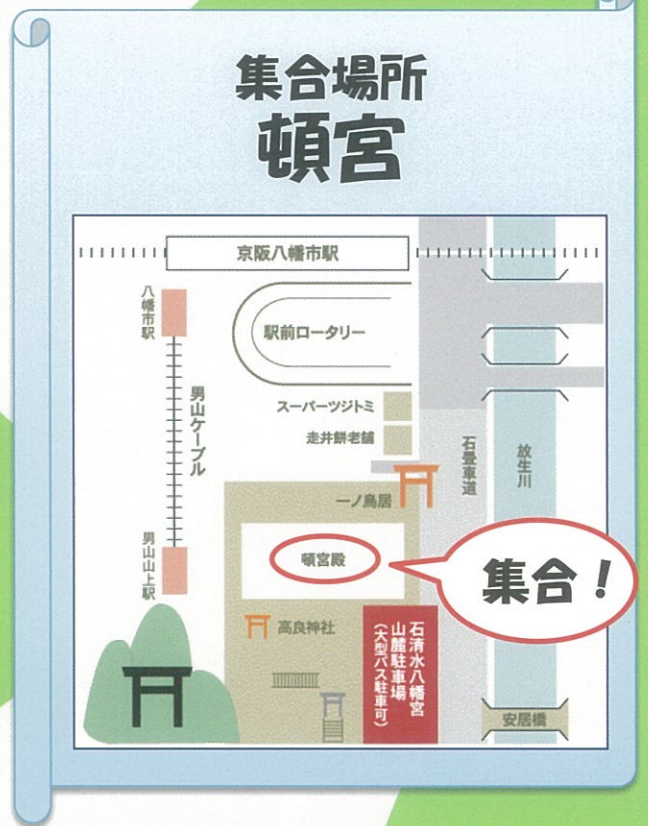 集合場所
頓宮
京阪八幡市駅
八幡市駅
駅前ロータリー
男山ケーブル
スーパーツジトミ
走井餅老舗
石畳車道
放生川
一ノ鳥居
男山山上駅
頓宮殿
集合！
高良神社
石清水八幡宮
山麓駐車場
（大型バス駐車可）
安居橋